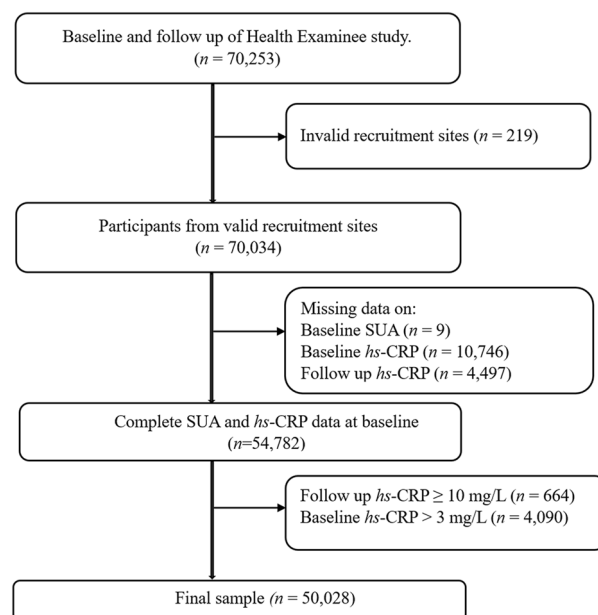 Baseline and follow up of Health Examinee study.
(n = 70,253)
Invalid recruitment sites (n = 219)
Participants from valid recruitment sites
(n = 70,034)
Missing data on:
Baseline SUA (n = 9)
Baseline hs-CRP (n = 10,746)
Follow up hs-CRP (n = 4,497)
Complete SUA and hs-CRP data at baseline
(n=54,782)
Follow up hs-CRP ≥ 10 mg/L (n = 664)
Baseline hs-CRP > 3 mg/L (n = 4,090)
Final sample (n = 50,028)